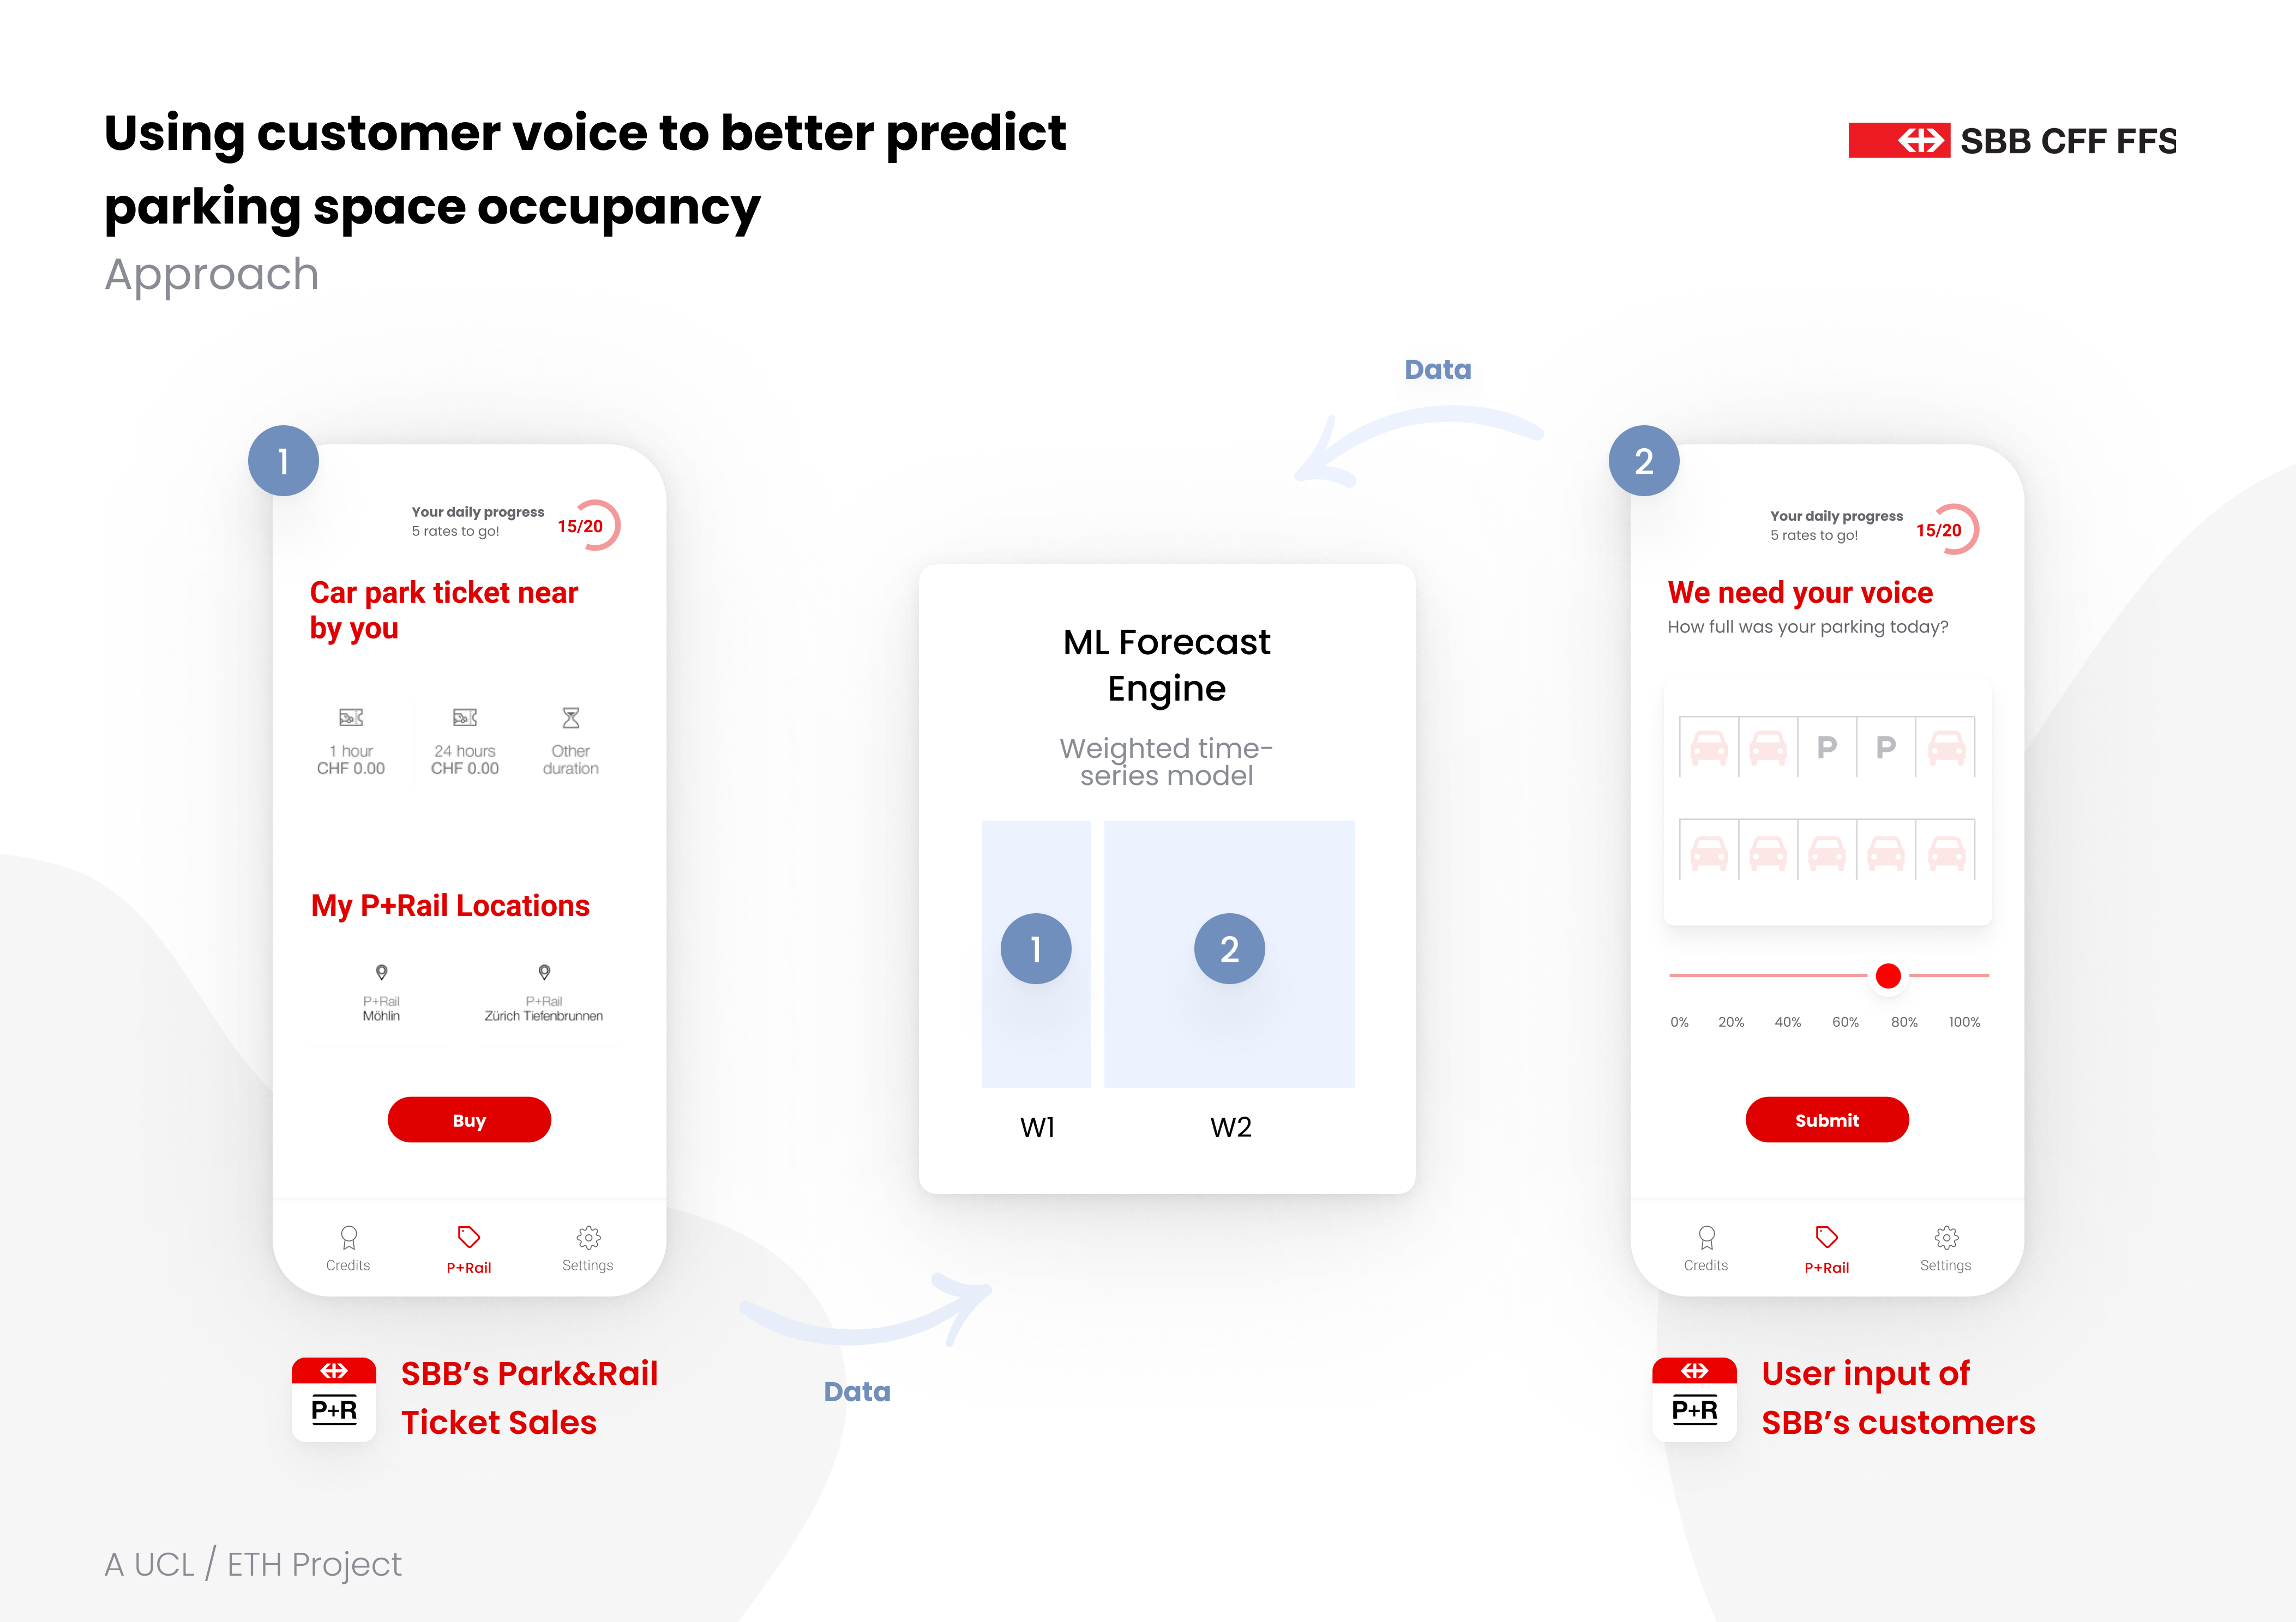 Using customer voice to better predict
parking space occupancy
Approach
SBB CFF FFS
Data
1
Your daily progress
5 rates to go!
15/20
Car park ticket near
by you
1 hour
CHF 0.00
24 hours
CHF 0.00
Other
duration
My P+Rail Locations
P+Rail
Möhlin
P+Rail
Zürich Tiefenbrunnen
Buy
Credits
P+Rail
Settings
P+R
SBB’s Park&Rail
Ticket Sales
Data
ML Forecast
Engine
Weighted time-
series model
1
2
W1
W2
2
Your daily progress
5 rates to go!
15/20
We need your voice
How full was your parking today?
P
P
0%
20%
40%
60%
80%
100%
Submit
Credits
P+Rail
Settings
P+R
User input of
SBB’s customers
A UCL / ETH Project